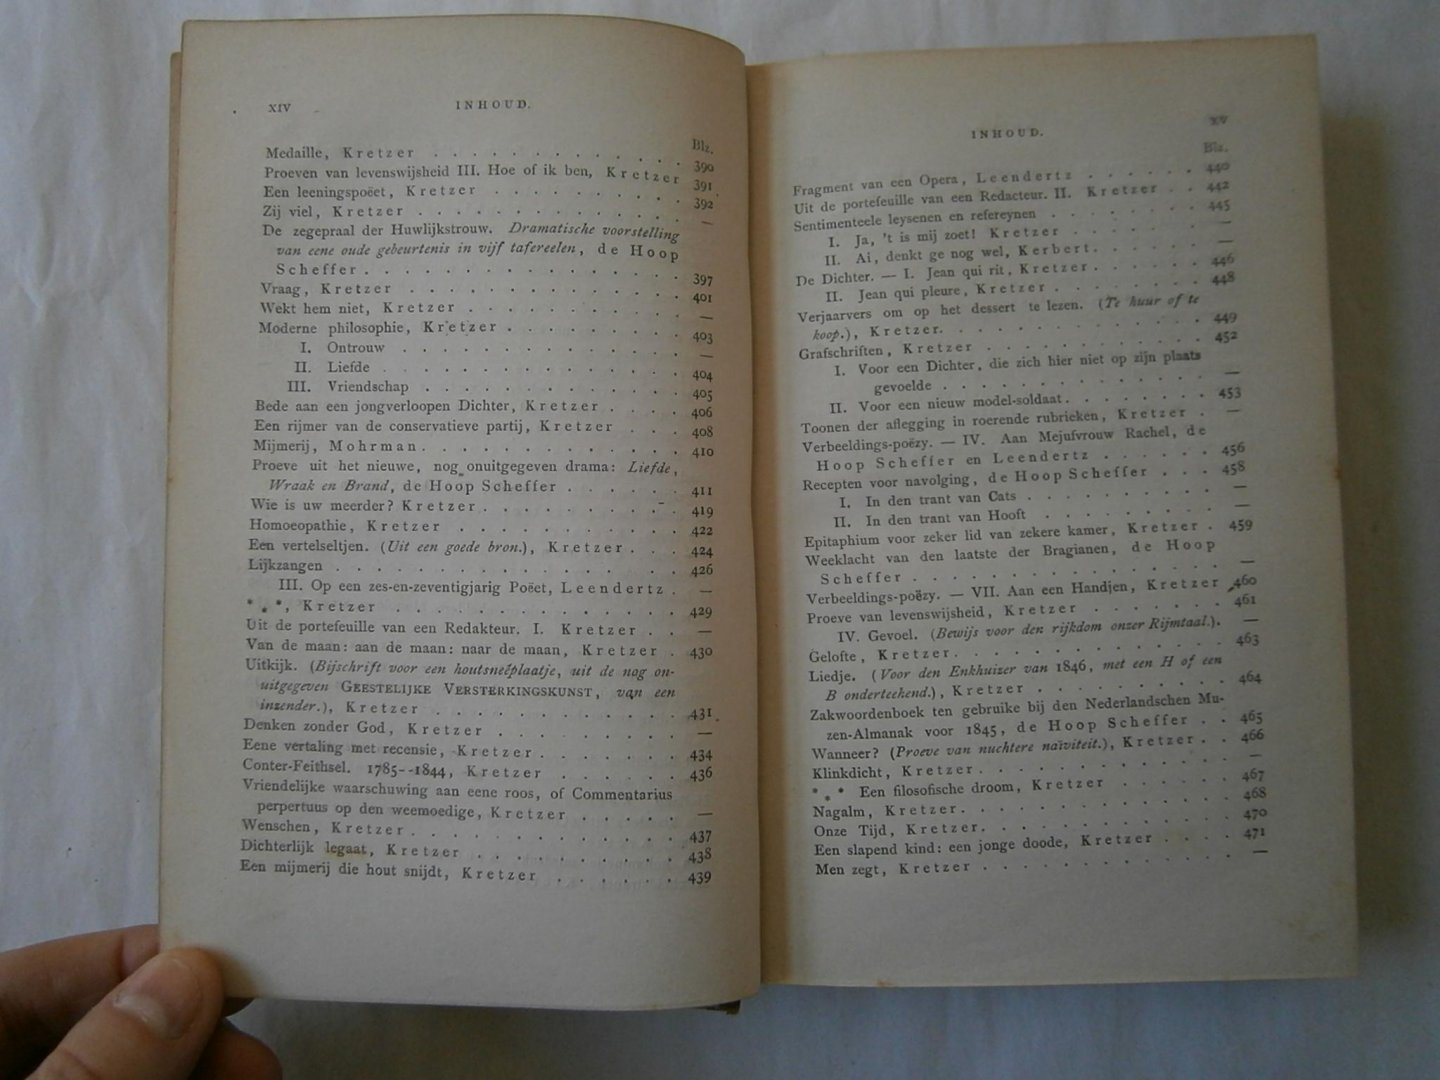 XIV INHOUD.
Blz.
Medaille, Kretzer . . . . . . . . . . . . 390
Proeven van levenswijsheid III. Hoe of ik ben, Kretzer 391
Een leeningspoëet, Kretzer . . . . . . . . . 392
Zij viel, Kretzer . . . . . . . . . . . . —
De zegepraal der Huwlijkstrouw. Dramatische voorstelling
van eene oude gebeurtenis in vijf tafereelen, de Hoop
Scheffer . . . . . . . . . . . . . . 397
Vraag, Kretzer . . . . . . . . . . . . 401
Wekt hem niet, Kretzer . . . . . . . . . . —
Moderne philosophie, Kretzer . . . . . . . . 403
I. Ontrouw . . . . . . . . . . . . —
II. Liefde . . . . . . . . . . . . 404
III. Vriendschap . . . . . . . . . . . 405
Bede aan een jongverloopen Dichter, Kretzer . . . . 406
Een rijmer van de conservatieve partij, Kretzer . . . 408
Mijmerij, Mohrman . . . . . . . . . . . 410
Proeve uit het nieuwe, nog onuitgegeven drama: Liefde,
Wraak en Brand, de Hoop Scheffer . . . . . . 411
Wie is uw meerder? Kretzer . . . . . . . . . 419
Homoeopathie, Kretzer . . . . . . . . . . 422
Een vertelseltjen. (Uit een goede bron.), Kretzer . . . 424
Lijkzangen . . . . . . . . . . . . . 426
III. Op een zes-en-zeventigjarig Poëet, Leendertz . —
* * *, Kretzer . . . . . . . . . . . . 429
Uit de portefeuille van een Redakteur. I. Kretzer . . —
Van de maan: aan de maan: naar de maan, Kretzer . 430
Uitkijk. (Bijschrift voor een houtsneêplaatje, uit de nog on-
uitgegeven GEESTELIJKE VERSTERKINGSKUNST, van een
inzender.), Kretzer . . . . . . . . . . . 431
Denken zonder God, Kretzer . . . . . . . . —
Eene vertaling met recensie, Kretzer . . . . . . 434
Conter-Feithsel. 1785--1844, Kretzer . . . . . . 436
Vriendelijke waarschuwing aan eene roos, of Commentarius
perpertuus op den weemoedige, Kretzer . . . . . —
Wenschen, Kretzer . . . . . . . . . . . 437
Dichterlijk legaat, Kretzer . . . . . . . . . 438
Een mijmerij die hout snijdt, Kretzer . . . . . . 439
INHOUD. XV
Blz.
Fragment van een Opera, Leendertz . . . . . . 440
Uit de portefeuille van een Redacteur. II. Kretzer . . 442
Sentimenteele leysenen en refereynen . . . . . . . 445
I. Ja, 't is mij zoet! Kretzer . . . . . . . —
II. Ai, denkt ge nog wel, Kerbert . . . . . . —
De Dichter. — I. Jean qui rit, Kretzer . . . . . . 446
II. Jean qui pleure, Kretzer . . . . . . . 448
Verjaarvers om op het dessert te lezen. (Te huur of te
koop.), Kretzer. . . . . . . . . . . . 449
Grafschriften, Kretzer . . . . . . . . . . 452
I. Voor een Dichter, die zich hier niet op zijn plaats
gevoelde . . . . . . . . . . . . —
II. Voor een nieuw model-soldaat . . . . . . . 453
Toonen der aflegging in roerende rubrieken, Kretzer . —
Verbeeldings-poëzy. — IV. Aan Mejufvrouw Rachel, de
Hoop Scheffer en Leendertz . . . . . . 456
Recepten voor navolging, de Hoop Scheffer . . . 458
I. In den trant van Cats . . . . . . . . . —
II. In den trant van Hooft . . . . . . . . —
Epitaphium voor zeker lid van zekere kamer, Kretzer . 459
Weeklacht van den laatste der Bragianen, de Hoop
Scheffer . . . . . . . . . . . . . —
Verbeeldings-poëzy. — VII. Aan een Handjen, Kretzer 460
Proeve van levenswijsheid, Kretzer . . . . . . . 461
IV. Gevoel. (Bewijs voor den rijkdom onzer Rijmtaal.). —
Gelofte, Kretzer . . . . . . . . . . . . 463
Liedje. (Voor den Enkhuizer van 1846, met een H of een
B onderteekend.), Kretzer . . . . . . . . . 464
Zakwoordenboek ten gebruike bij den Nederlandschen Mu-
zen-Almanak voor 1845, de Hoop Scheffer . . 465
Wanneer? (Proeve van nuchtere naïviteit.), Kretzer . . 466
Klinkdicht, Kretzer . . . . . . . . . . . —
* * * Een filosofische droom, Kretzer . . . . . . 467
Nagalm, Kretzer . . . . . . . . . . . . 468
Onze Tijd, Kretzer. . . . . . . . . . . . 470
Een slapend kind: een jonge doode, Kretzer . . . . 471
Men zegt, Kretzer . . . . . . . . . . . —